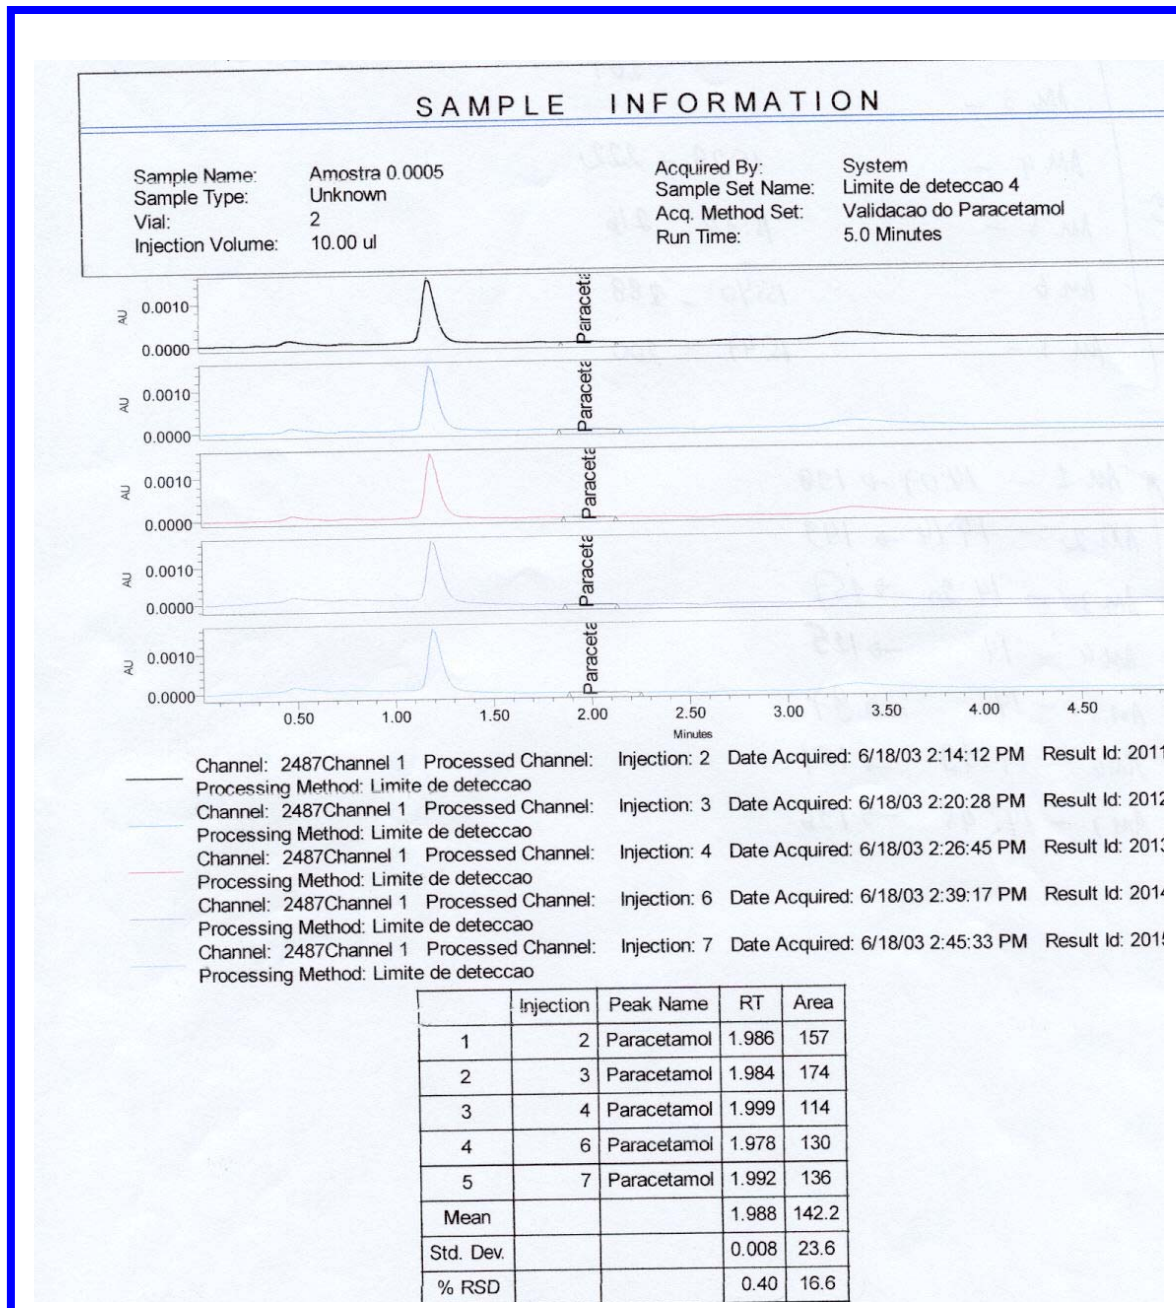 SAMPLE INFORMATION
Sample Name: Amostra 0.0005
Sample Type: Unknown
Vial: 2
Injection Volume: 10.00 ul
Acquired By: System
Sample Set Name: Limite de deteccao 4
Acq. Method Set: Validacao do Paracetamol
Run Time: 5.0 Minutes
AU 0.0010 0.0000 Paraceta
AU 0.0010 0.0000 Paraceta
AU 0.0010 0.0000 Paraceta
AU 0.0010 0.0000 Paraceta
AU 0.0010 0.0000 Paraceta
0.50 1.00 1.50 2.00 2.50 3.00 3.50 4.00 4.50
Minutes
Channel: 2487Channel 1 Processed Channel: Injection: 2 Date Acquired: 6/18/03 2:14:12 PM Result Id: 2011
Processing Method: Limite de deteccao
Channel: 2487Channel 1 Processed Channel: Injection: 3 Date Acquired: 6/18/03 2:20:28 PM Result Id: 2012
Processing Method: Limite de deteccao
Channel: 2487Channel 1 Processed Channel: Injection: 4 Date Acquired: 6/18/03 2:26:45 PM Result Id: 2013
Processing Method: Limite de deteccao
Channel: 2487Channel 1 Processed Channel: Injection: 6 Date Acquired: 6/18/03 2:39:17 PM Result Id: 2014
Processing Method: Limite de deteccao
Channel: 2487Channel 1 Processed Channel: Injection: 7 Date Acquired: 6/18/03 2:45:33 PM Result Id: 2015
Processing Method: Limite de deteccao
Injection Peak Name RT Area
1 2 Paracetamol 1.986 157
2 3 Paracetamol 1.984 174
3 4 Paracetamol 1.999 114
4 6 Paracetamol 1.978 130
5 7 Paracetamol 1.992 136
Mean 1.988 142.2
Std. Dev. 0.008 23.6
% RSD 0.40 16.6